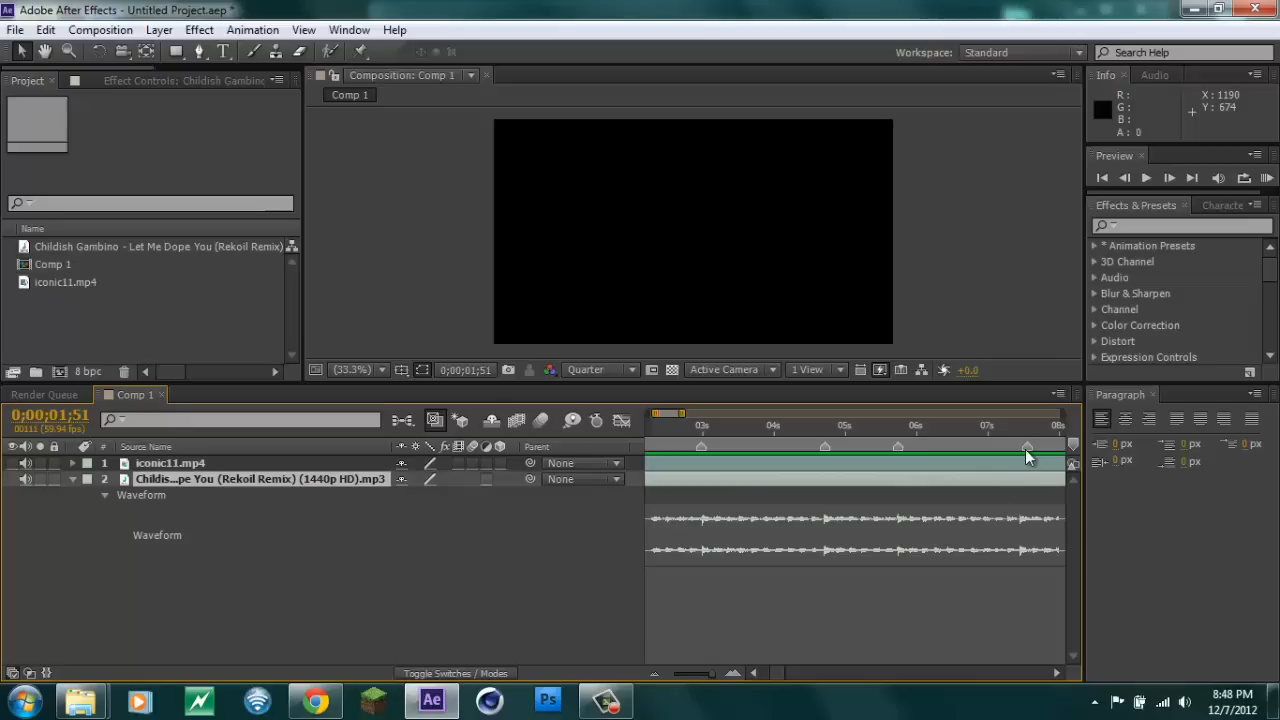 Adobe After Effects - Untitled Project.aep *
File Edit Composition Layer Effect Animation View Window Help
Workspace: Standard Search Help
Project Effect Controls: Childish Gambino
Composition: Comp 1
Info Audio
Comp 1
R: X: 1190
G: Y: 674
B:
A: 0
Preview
Effects & Presets Characte
Name
Childish Gambino - Let Me Dope You (Rekoil Remix)
Comp 1
iconic11.mp4
* Animation Presets
3D Channel
Audio
Blur & Sharpen
Channel
Color Correction
Distort
Expression Controls
8 bpc
(33.3%) 0;00;01;51 Quarter Active Camera 1 View +0.0
Render Queue Comp 1
Paragraph
0;00;01;51
00111 (59.94 fps)
03s 04s 05s 06s 07s 08s
# Source Name Parent
0 px 0 px 0 px
0 px 0 px
1 iconic11.mp4 None
2 Childis...pe You (Rekoil Remix) (1440p HD).mp3 None
Waveform
Waveform
Toggle Switches / Modes
Ae Ps
8:48 PM
12/7/2012